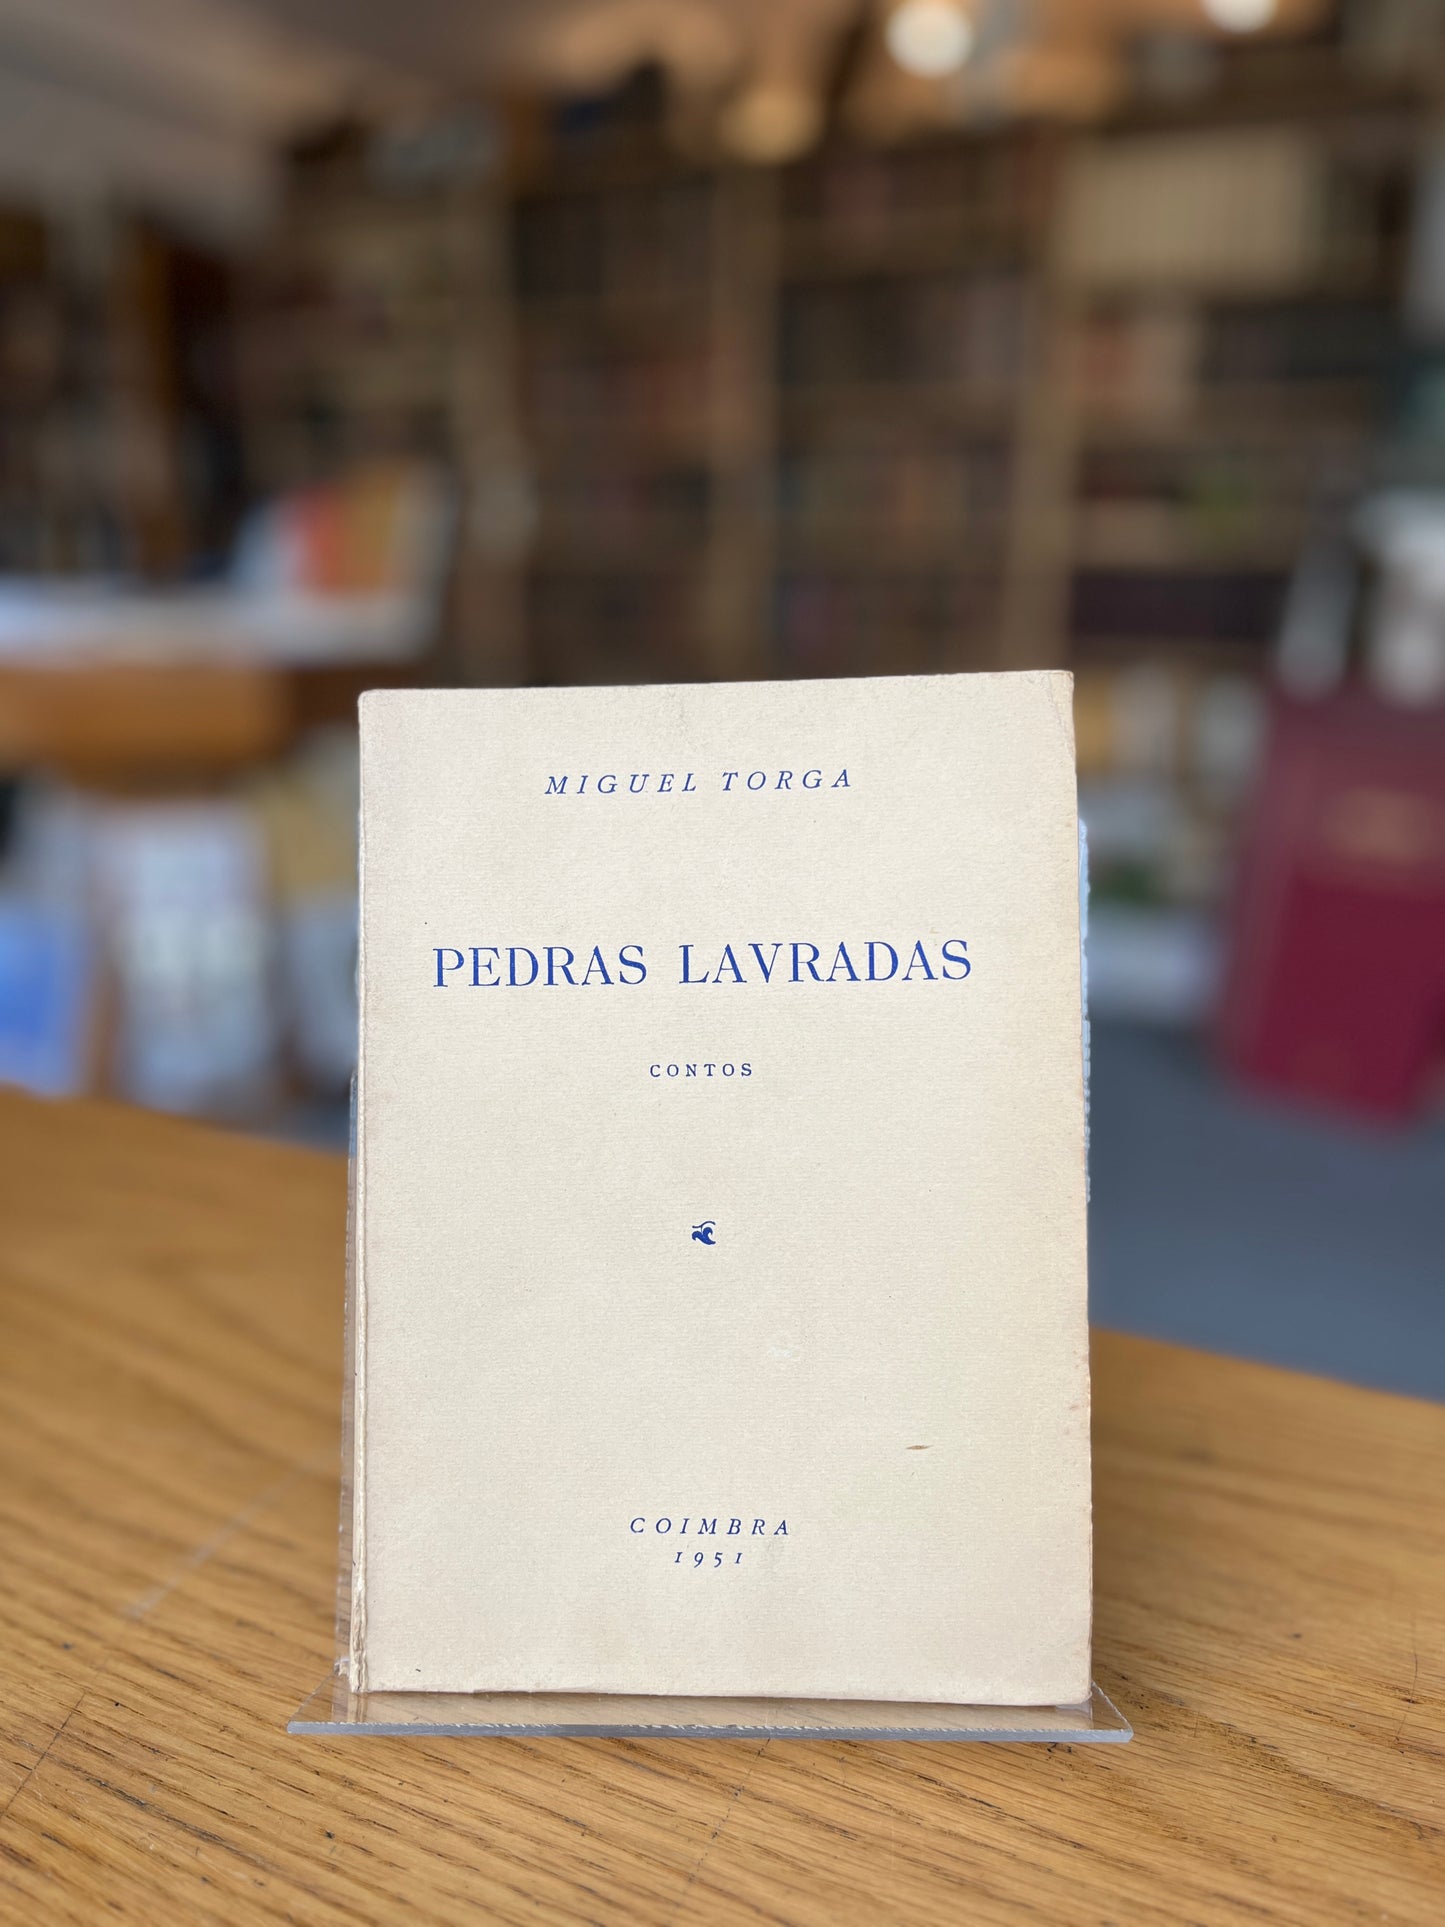 MIGUEL TORGA
PEDRAS LAVRADAS
CONTOS
COIMBRA
1951